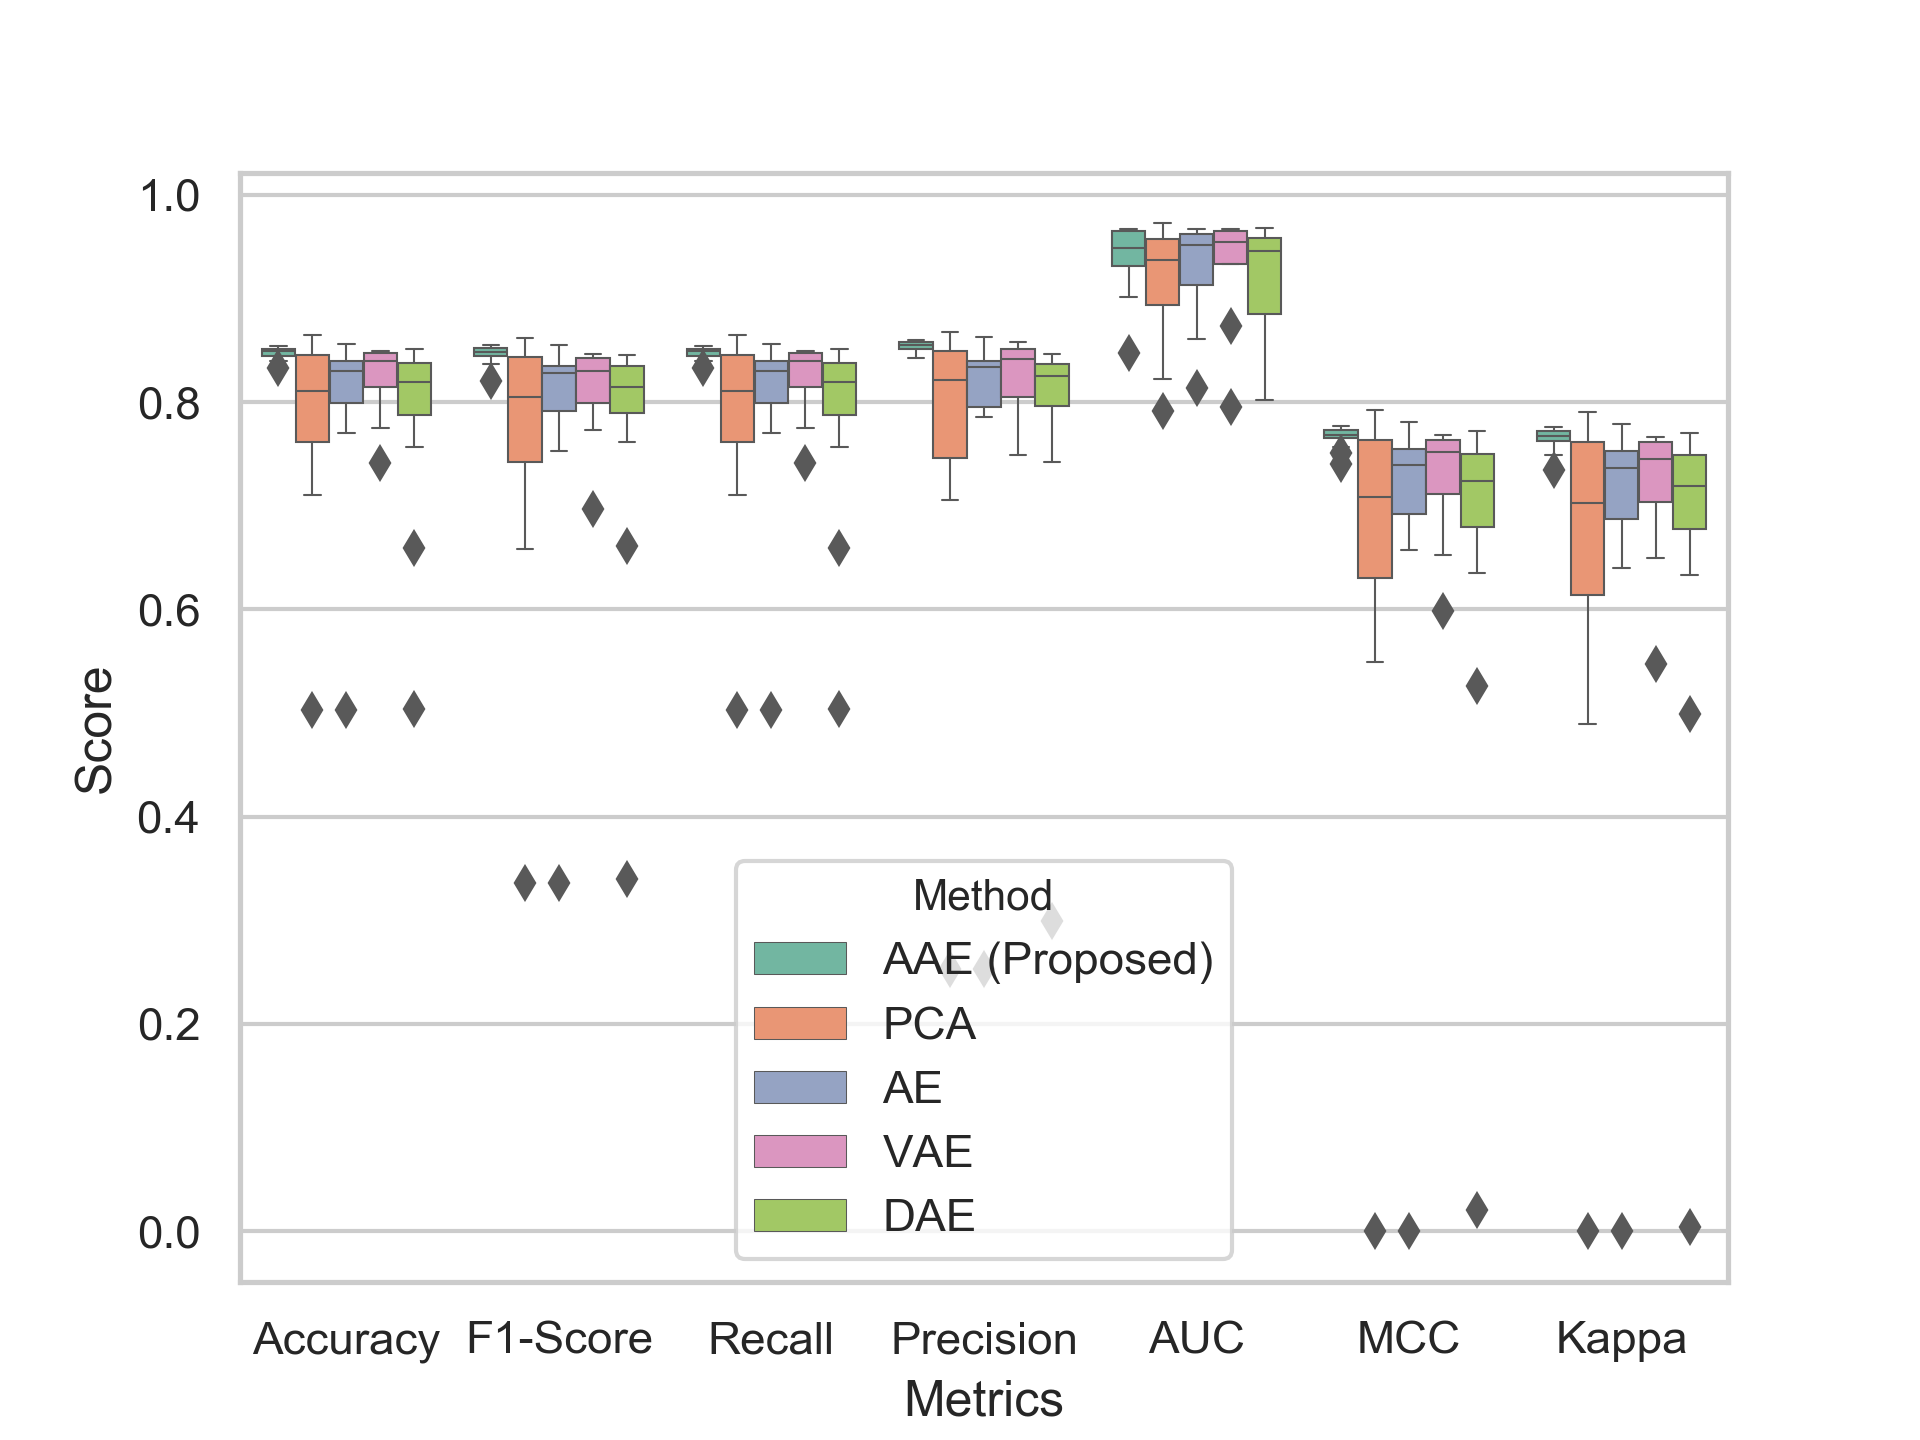 1.0
0.8
0.6
0.4
0.2
0.0
Score
Method
AAE (Proposed)
PCA
AE
VAE
DAE
Accuracy F1-Score Recall Precision AUC MCC Kappa
Metrics